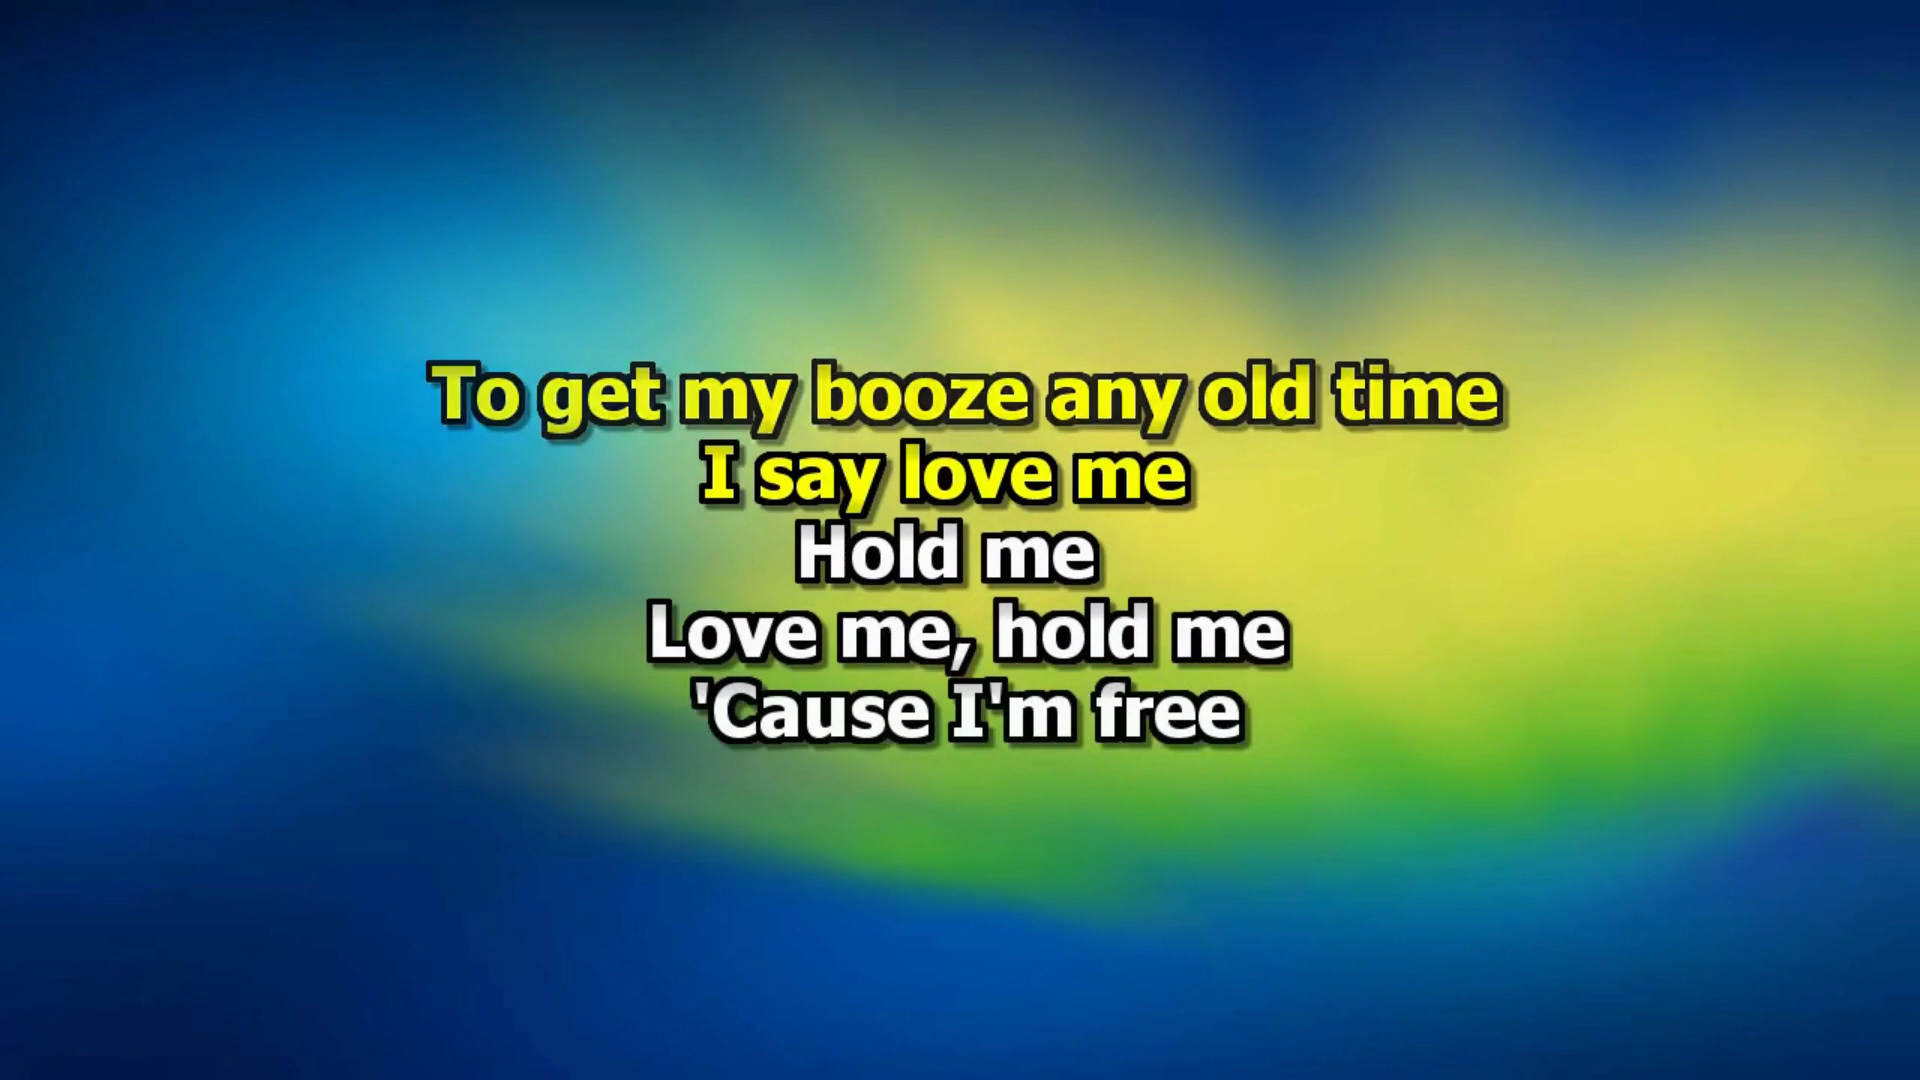 To get my booze any old time
I say love me
Hold me
Love me, hold me
'Cause I'm free